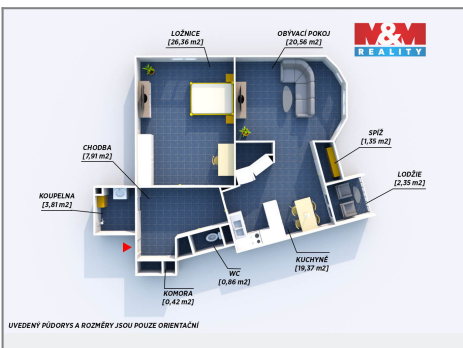 LOŽNICE
[26,36 m2]
OBÝVACÍ POKOJ
[20,56 m2]
M&M
REALITY
CHODBA
[7,91 m2]
SPÍŽ
[1,35 m2]
LODŽIE
[2,35 m2]
KOUPELNA
[3,81 m2]
KUCHYNĚ
[19,37 m2]
WC
[0,86 m2]
KOMORA
[0,42 m2]
UVEDENÝ PŮDORYS A ROZMĚRY JSOU POUZE ORIENTAČNÍ